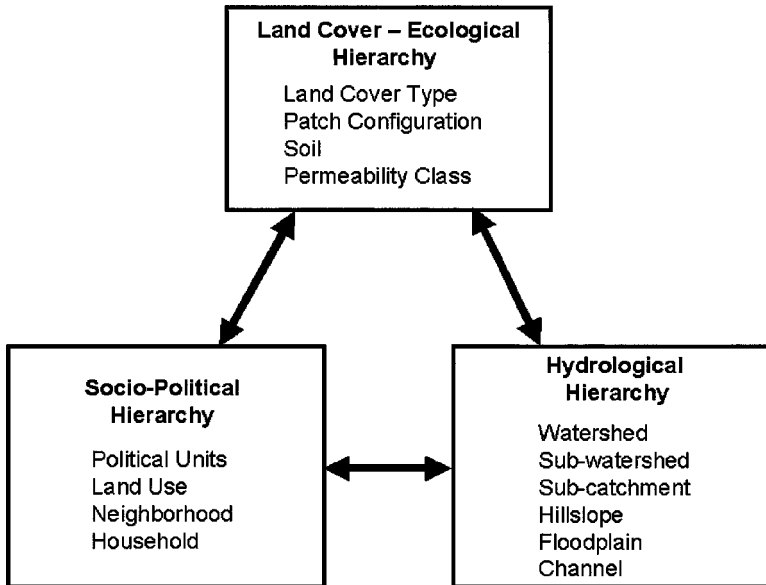 Land Cover – Ecological
Hierarchy
Land Cover Type
Patch Configuration
Soil
Permeability Class
Socio-Political
Hierarchy
Political Units
Land Use
Neighborhood
Household
Hydrological
Hierarchy
Watershed
Sub-watershed
Sub-catchment
Hillslope
Floodplain
Channel